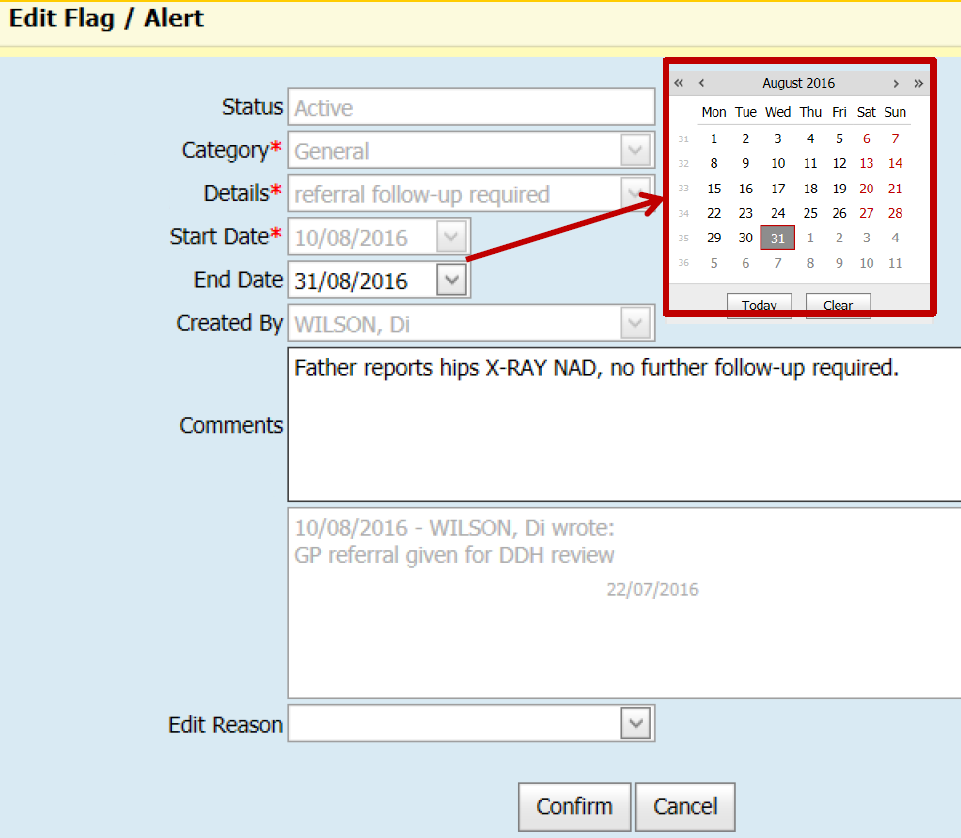 Edit Flag / Alert
Status Active
Category* General
Details* referral follow-up required
Start Date* 10/08/2016
End Date 31/08/2016
Created By WILSON, Di
« ‹ August 2016 › »
Mon Tue Wed Thu Fri Sat Sun
31 1 2 3 4 5 6 7
32 8 9 10 11 12 13 14
33 15 16 17 18 19 20 21
34 22 23 24 25 26 27 28
35 29 30 31 1 2 3 4
36 5 6 7 8 9 10 11
Today Clear
Comments
Father reports hips X-RAY NAD, no further follow-up required.
10/08/2016 - WILSON, Di wrote:
GP referral given for DDH review
22/07/2016
Edit Reason
Confirm Cancel